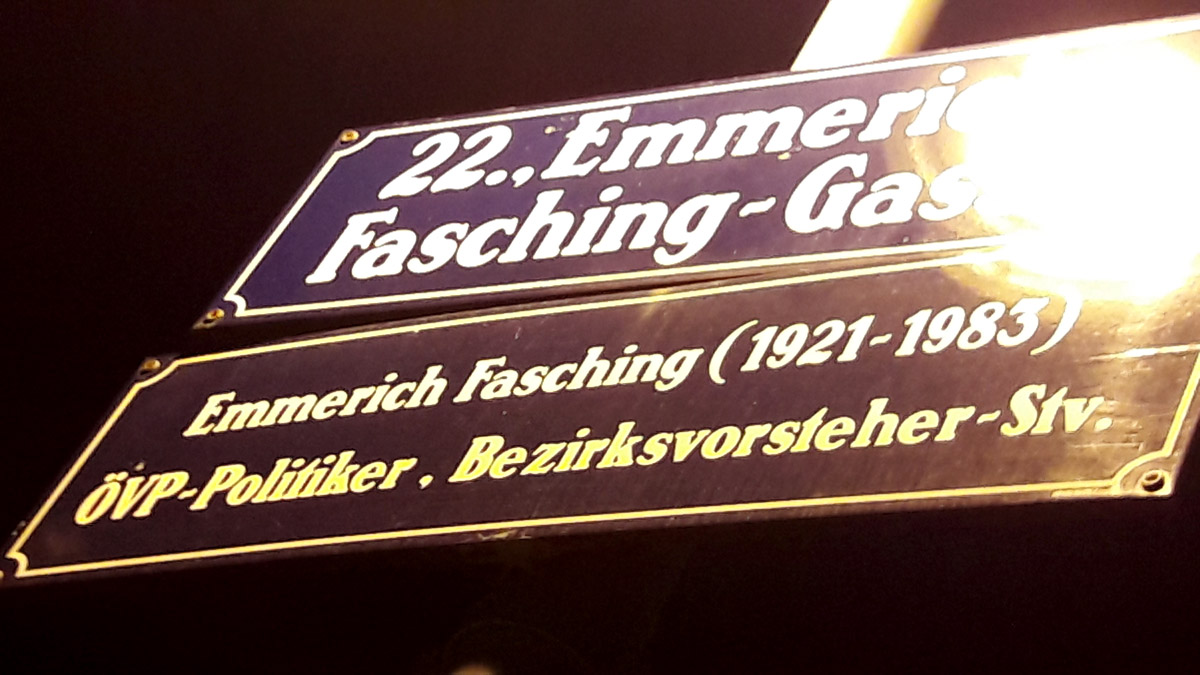 22., Emmeric
Fasching-Gas
Emmerich Fasching (1921-1983)
ÖVP-Politiker, Bezirksvorsteher-Stv.